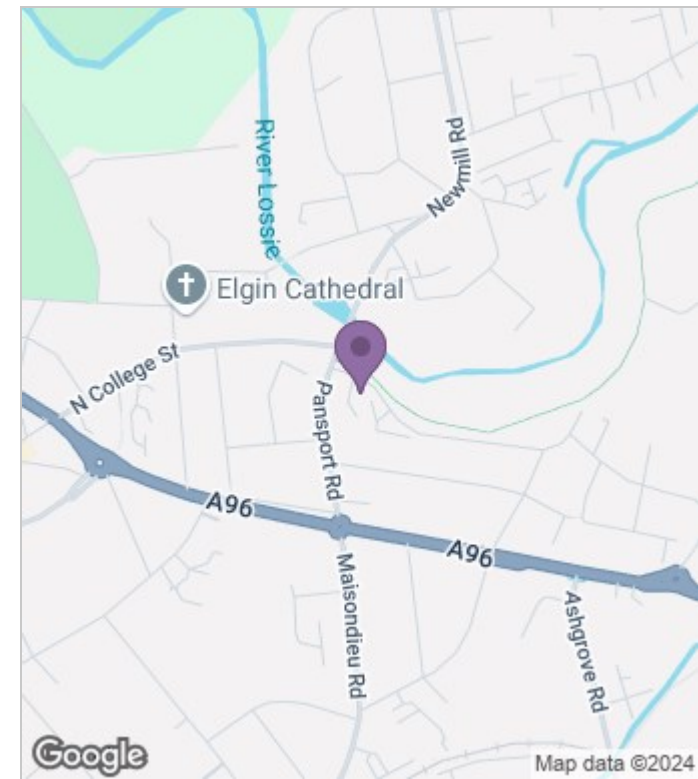 River Lossie
Newmill Rd
Elgin Cathedral
N College St
Pansport Rd
A96
A96
Maisondieu Rd
Ashgrove Rd
Google
Map data ©2024